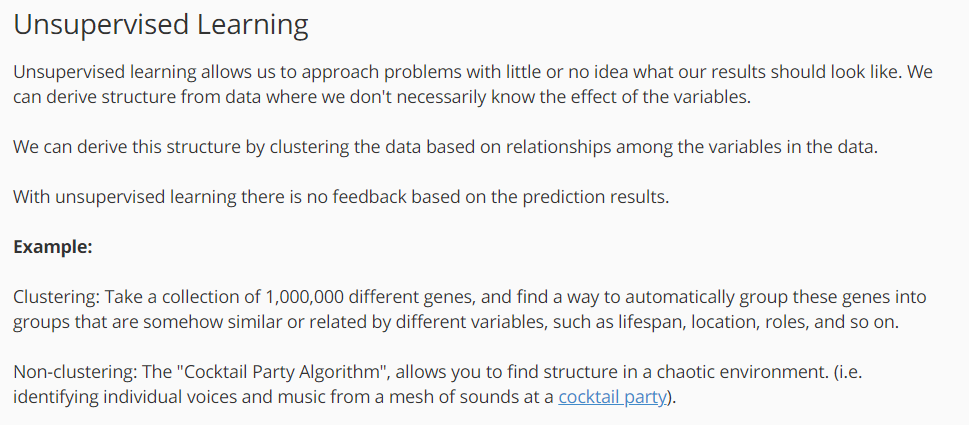 Unsupervised Learning
Unsupervised learning allows us to approach problems with little or no idea what our results should look like. We
can derive structure from data where we don't necessarily know the effect of the variables.
We can derive this structure by clustering the data based on relationships among the variables in the data.
With unsupervised learning there is no feedback based on the prediction results.
Example:
Clustering: Take a collection of 1,000,000 different genes, and find a way to automatically group these genes into
groups that are somehow similar or related by different variables, such as lifespan, location, roles, and so on.
Non-clustering: The "Cocktail Party Algorithm", allows you to find structure in a chaotic environment. (i.e.
identifying individual voices and music from a mesh of sounds at a cocktail party).